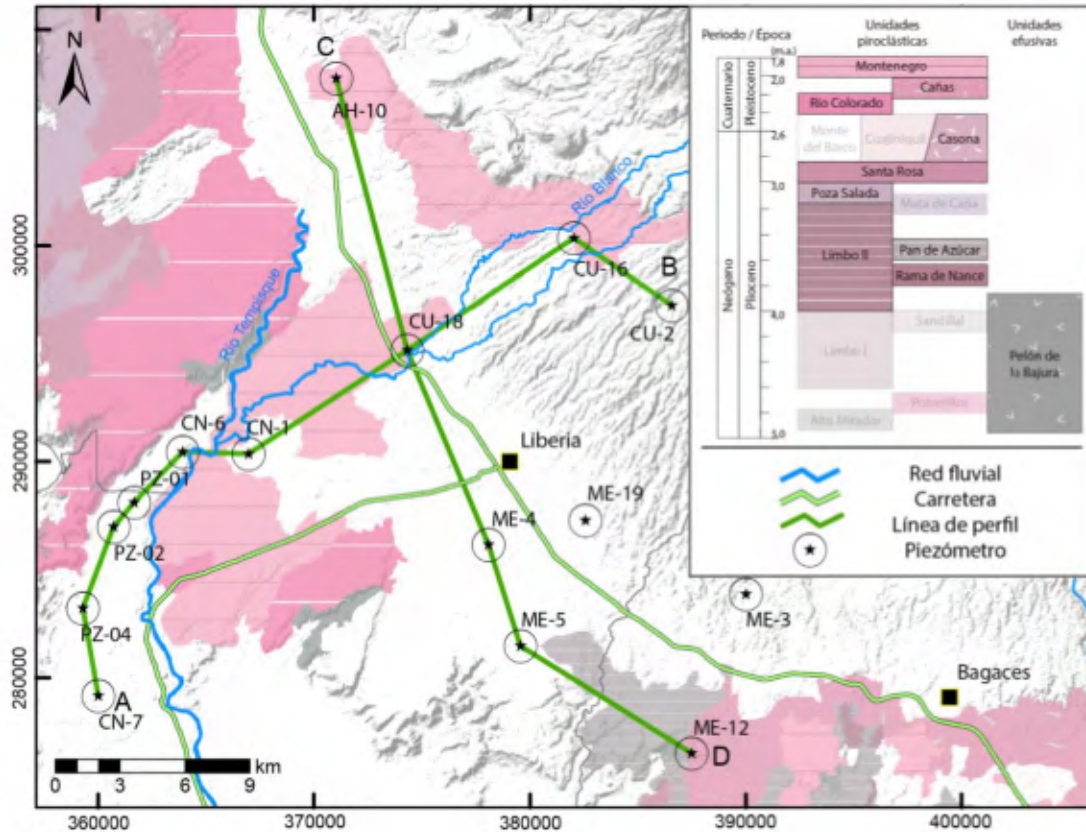 N
C
AH-10
Río Blanco
CU-16
B
CU-2
CU-18
Río Tempisque
CN-6
CN-1
PZ-01
PZ-02
PZ-04
A
CN-7
Liberia
ME-19
ME-4
ME-3
ME-5
ME-12
D
Bagaces
0 3 6 9 km
300000
290000
280000
360000 370000 380000 390000 400000
Periodo / Época
Unidades
piroclásticas
Unidades
efusivas
(m.a.)
Cuaternario
Pleistoceno
Neógeno
Plioceno
1,8
2,0
2,6
3,0
4,0
5,0
Montenegro
Cañas
Río Colorado
Monte
del Barco
Cuajiniquil
Casona
Santa Rosa
Poza Salada
Mata de Caña
Limbo II
Pan de Azúcar
Rama de Nance
Sandillal
Limbo I
Pelón de
la Bajura
Alto Mirador
Red fluvial
Carretera
Línea de perfil
Piezómetro